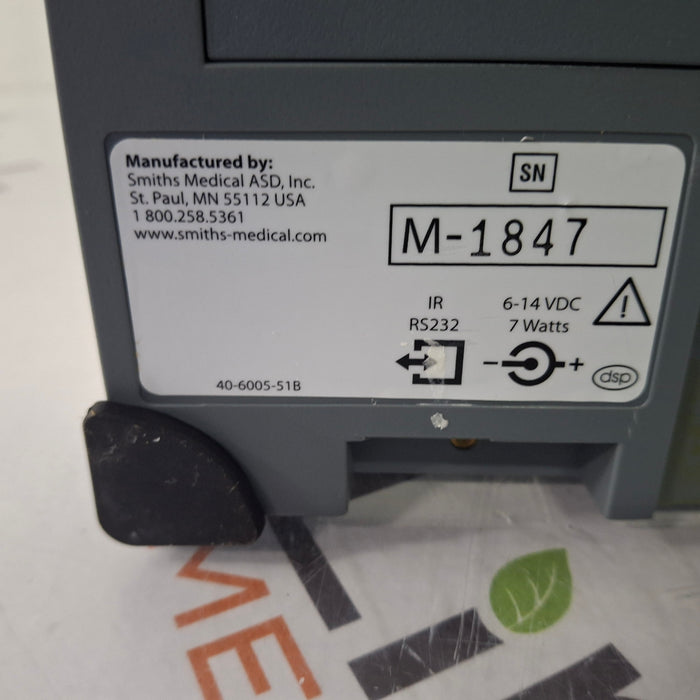 Manufactured by:
Smiths Medical ASD, Inc.
St. Paul, MN 55112 USA
1 800.258.5361
www.smiths-medical.com
SN
M-1847
IR
RS232
6-14 VDC
7 Watts
- +
dsp
40-6005-51B
ME